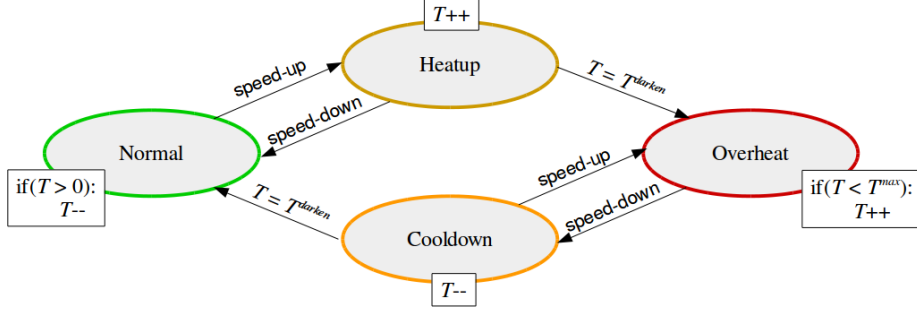 T++
Heatup
speed-up
speed-down
T = T^darken
Normal
if(T > 0):
T--
Overheat
if(T < T^max):
T++
speed-up
speed-down
T = T^darken
Cooldown
T--